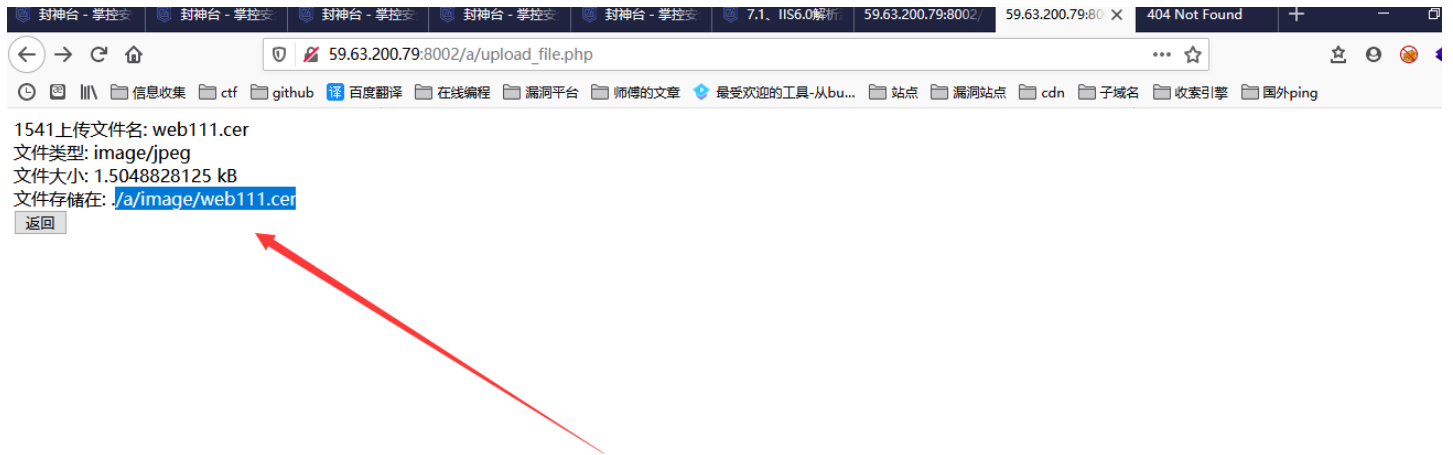 封神台 - 掌控安 封神台 - 掌控安 封神台 - 掌控安 封神台 - 掌控安 封神台 - 掌控安 7.1、IIS6.0解析 59.63.200.79:8002/ 59.63.200.79:80 404 Not Found
59.63.200.79:8002/a/upload_file.php
信息收集 ctf github 译 百度翻译 在线编程 漏洞平台 师傅的文章 最受欢迎的工具-从bu... 站点 漏洞站点 cdn 子域名 收索引擎 国外ping
1541上传文件名: web111.cer
文件类型: image/jpeg
文件大小: 1.5048828125 kB
文件存储在: ./a/image/web111.cer
返回